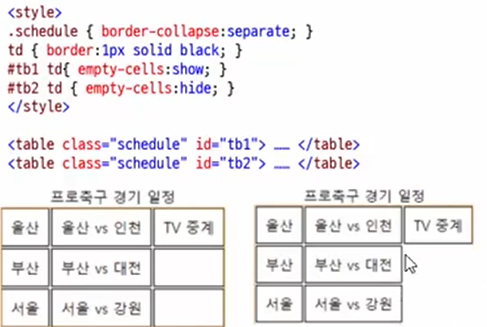 <style>
.schedule { border-collapse:separate; }
td { border:1px solid black; }
#tb1 td{ empty-cells:show; }
#tb2 td { empty-cells:hide; }
</style>
<table class="schedule" id="tb1"> …… </table>
<table class="schedule" id="tb2"> …… </table>
프로축구 경기 일정
울산 울산 vs 인천 TV 중계
부산 부산 vs 대전
서울 서울 vs 강원
프로축구 경기 일정
울산 울산 vs 인천 TV 중계
부산 부산 vs 대전
서울 서울 vs 강원